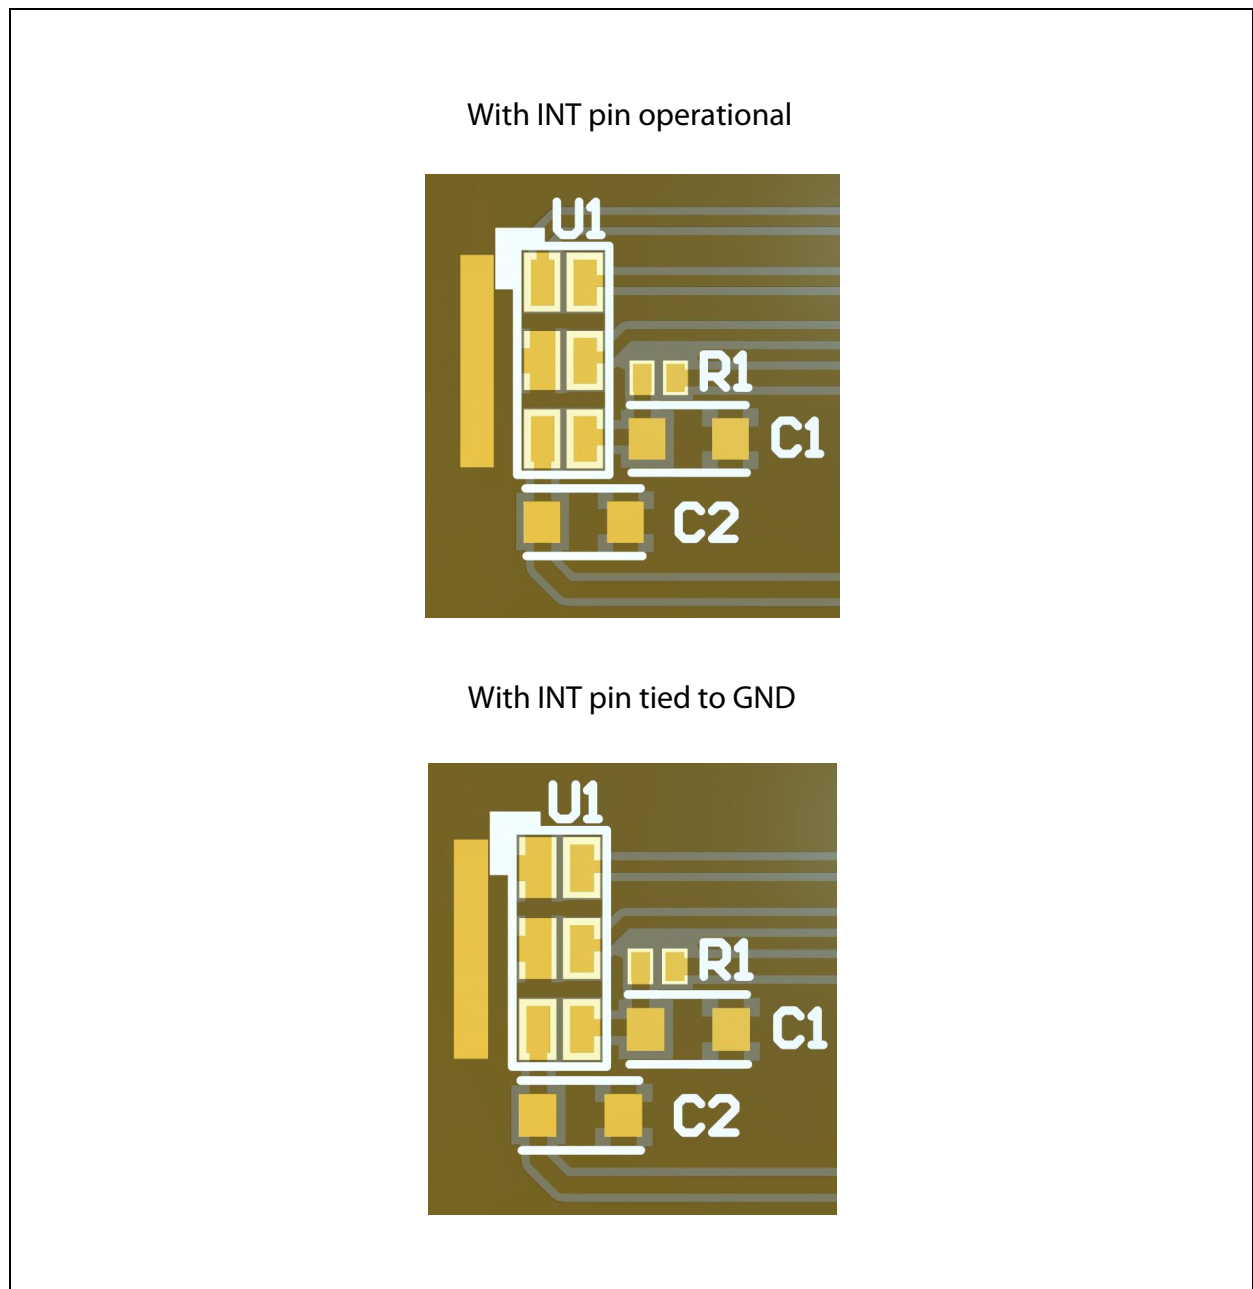 With INT pin operational
U1
R1
C1
C2
With INT pin tied to GND
U1
R1
C1
C2